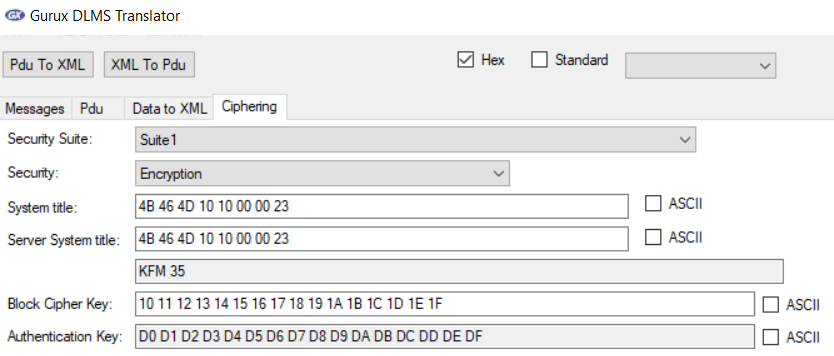 GX Gurux DLMS Translator
Pdu To XML XML To Pdu Hex Standard
Messages Pdu Data to XML Ciphering
Security Suite: Suite1
Security: Encryption
System title: 4B 46 4D 10 10 00 00 23 ASCII
Server System title: 4B 46 4D 10 10 00 00 23 ASCII
KFM 35
Block Cipher Key: 10 11 12 13 14 15 16 17 18 19 1A 1B 1C 1D 1E 1F ASCII
Authentication Key: D0 D1 D2 D3 D4 D5 D6 D7 D8 D9 DA DB DC DD DE DF ASCII